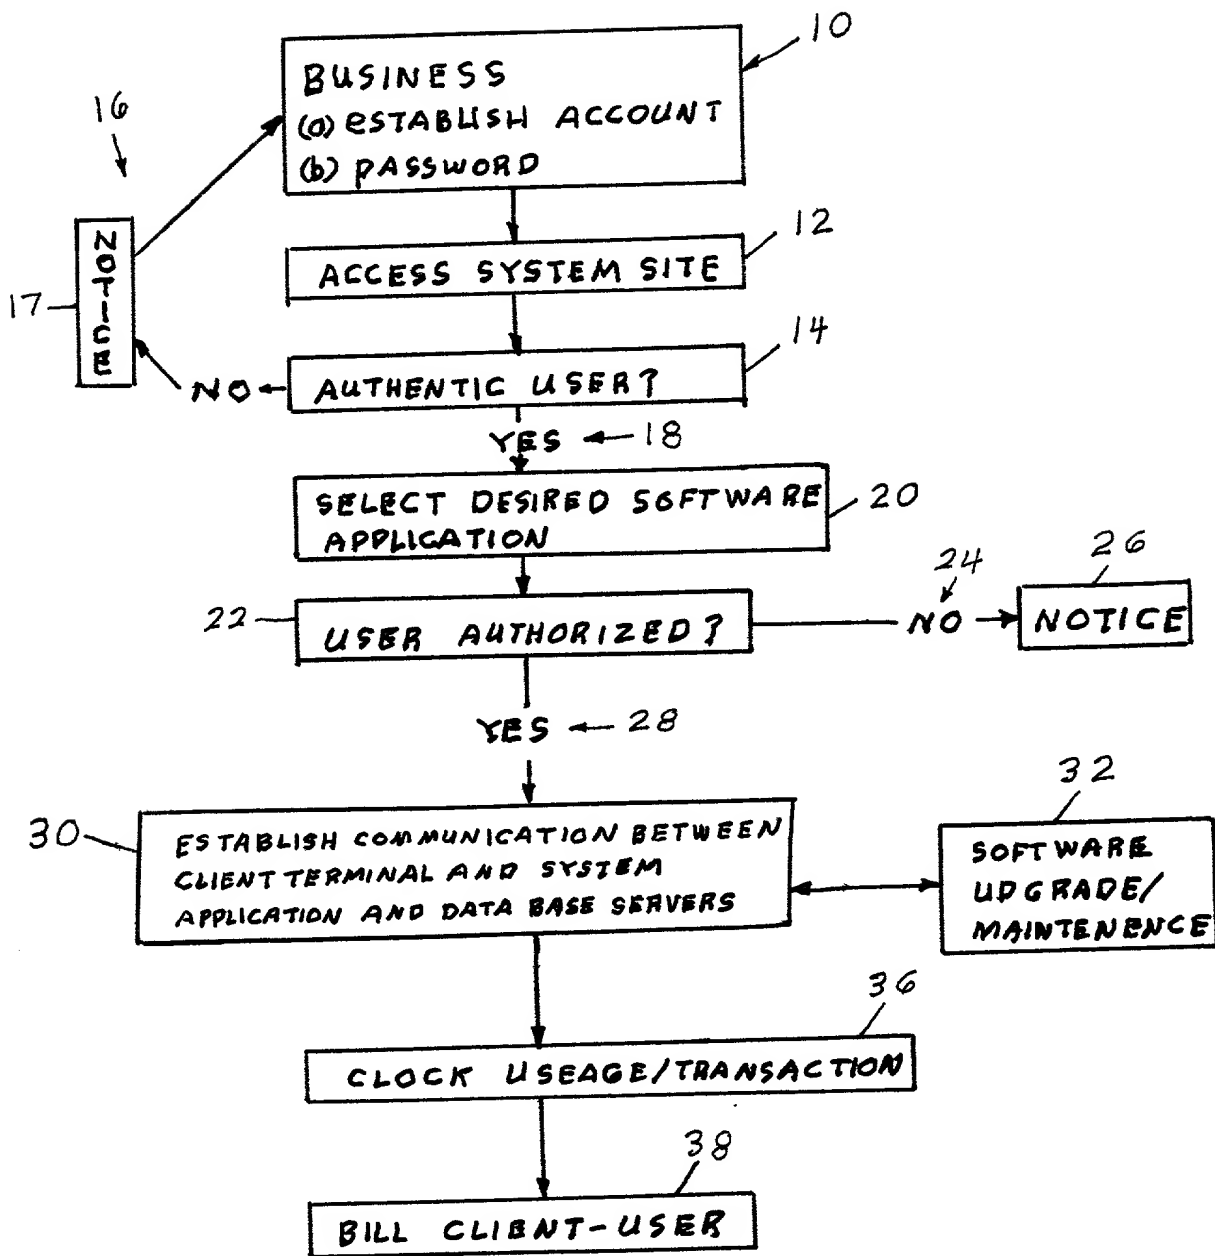 10
BUSINESS
(a) ESTABLISH ACCOUNT
(b) PASSWORD
16
12
ACCESS SYSTEM SITE
NOTICE
17
14
AUTHENTIC USER?
NO
YES
18
SELECT DESIRED SOFTWARE
APPLICATION
20
22
USER AUTHORIZED?
24
NO
26
NOTICE
YES
28
30
ESTABLISH COMMUNICATION BETWEEN
CLIENT TERMINAL AND SYSTEM
APPLICATION AND DATA BASE SERVERS
32
SOFTWARE
UPGRADE/
MAINTENENCE
36
CLOCK USEAGE/TRANSACTION
38
BILL CLIENT-USER